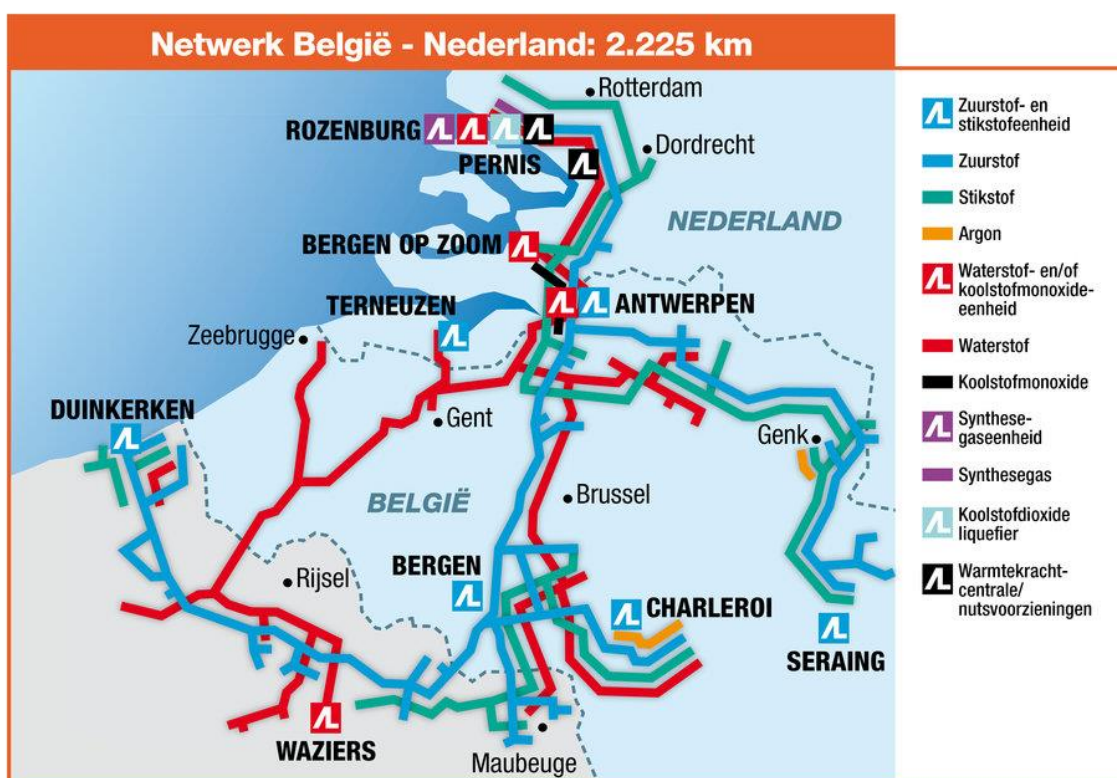 Netwerk België - Nederland: 2.225 km
Rotterdam
ROZENBURG
PERNIS
Dordrecht
NEDERLAND
BERGEN OP ZOOM
TERNEUZEN
ANTWERPEN
Zeebrugge
DUINKERKEN
Gent
Genk
BELGIË
Brussel
Rijsel
BERGEN
CHARLEROI
SERAING
WAZIERS
Maubeuge
Zuurstof- en
stikstofeenheid
Zuurstof
Stikstof
Argon
Waterstof- en/of
koolstofmonoxide-
eenheid
Waterstof
Koolstofmonoxide
Synthese-
gaseenheid
Synthesegas
Koolstofdioxide
liquefier
Warmtekracht-
centrale/
nutsvoorzieningen